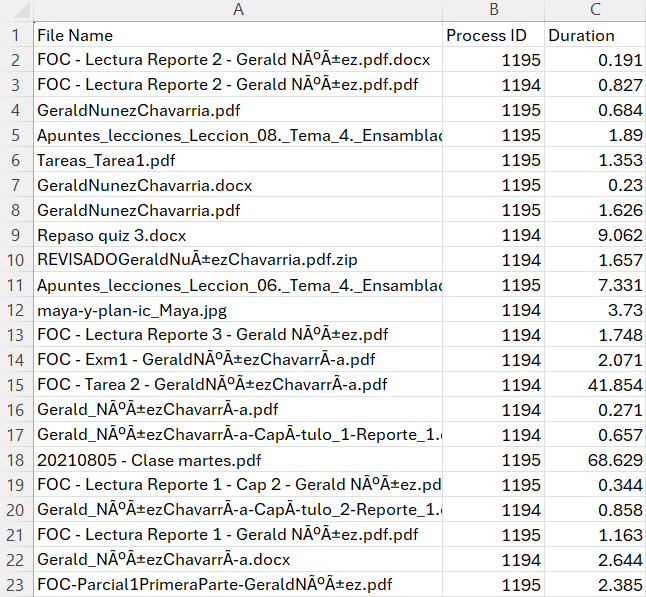 A B C
1 File Name Process ID Duration
2 FOC - Lectura Reporte 2 - Gerald NÃºÃ±ez.pdf.docx 1195 0.191
3 FOC - Lectura Reporte 2 - Gerald NÃºÃ±ez.pdf.pdf 1194 0.827
4 GeraldNunezChavarria.pdf 1195 0.684
5 Apuntes_lecciones_Leccion_08._Tema_4._Ensamblac 1195 1.89
6 Tareas_Tarea1.pdf 1195 1.353
7 GeraldNunezChavarria.docx 1195 0.23
8 GeraldNunezChavarria.pdf 1195 1.626
9 Repaso quiz 3.docx 1194 9.062
10 REVISADOGeraldNuÃ±ezChavarria.pdf.zip 1194 1.657
11 Apuntes_lecciones_Leccion_06._Tema_4._Ensamblac 1195 7.331
12 maya-y-plan-ic_Maya.jpg 1194 3.73
13 FOC - Lectura Reporte 3 - Gerald NÃºÃ±ez.pdf 1194 1.748
14 FOC - Exm1 - GeraldNÃºÃ±ezChavarrÃ-a.pdf 1194 2.071
15 FOC - Tarea 2 - GeraldNÃºÃ±ezChavarrÃ-a.pdf 1194 41.854
16 Gerald_NÃºÃ±ezChavarrÃ-a.pdf 1194 0.271
17 Gerald_NÃºÃ±ezChavarrÃ-a-CapÃ-tulo_1-Reporte_1. 1194 0.657
18 20210805 - Clase martes.pdf 1195 68.629
19 FOC - Lectura Reporte 1 - Cap 2 - Gerald NÃºÃ±ez.pd 1195 0.344
20 Gerald_NÃºÃ±ezChavarrÃ-a-CapÃ-tulo_2-Reporte_1. 1194 0.858
21 FOC - Lectura Reporte 1 - Gerald NÃºÃ±ez.pdf.pdf 1195 1.163
22 Gerald_NÃºÃ±ezChavarrÃ-a.docx 1194 2.644
23 FOC-Parcial1PrimeraParte-GeraldNÃºÃ±ez.pdf 1195 2.385